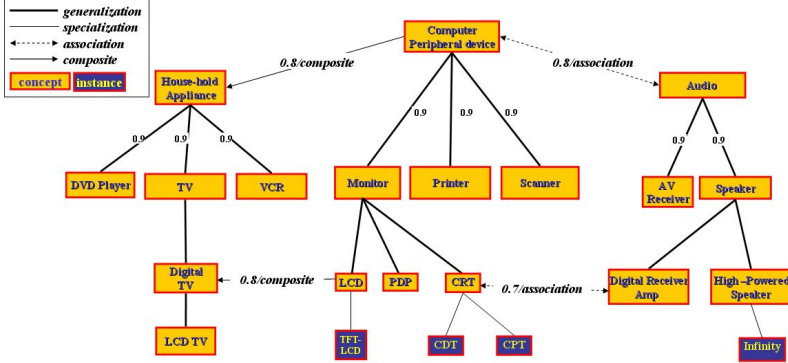 generalization
specialization
association
composite
concept
instance
Computer
Peripheral device
0.8/composite
0.8/association
House-hold
Appliance
Audio
0.9
0.9
0.9
0.9
0.9
0.9
0.9
0.9
DVD Player
TV
VCR
Monitor
Printer
Scanner
AV
Receiver
Speaker
Digital
TV
0.8/composite
LCD
PDP
CRT
0.7/association
Digital Receiver
Amp
High -Powered
Speaker
LCD TV
TFT-
LCD
CDT
CPT
Infinity